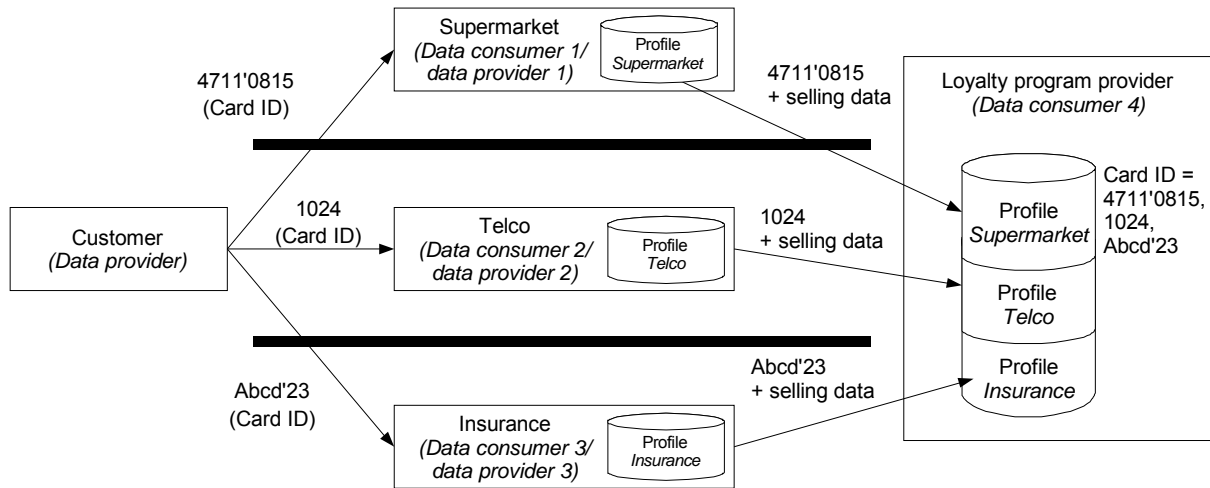 Supermarket
(Data consumer 1/
data provider 1)
Profile
Supermarket
4711'0815
(Card ID)
4711'0815
+ selling data
Loyalty program provider
(Data consumer 4)
Customer
(Data provider)
1024
(Card ID)
Telco
(Data consumer 2/
data provider 2)
Profile
Telco
1024
+ selling data
Profile
Supermarket
Card ID =
4711'0815,
1024,
Abcd'23
Profile
Telco
Profile
Insurance
Abcd'23
(Card ID)
Insurance
(Data consumer 3/
data provider 3)
Profile
Insurance
Abcd'23
+ selling data